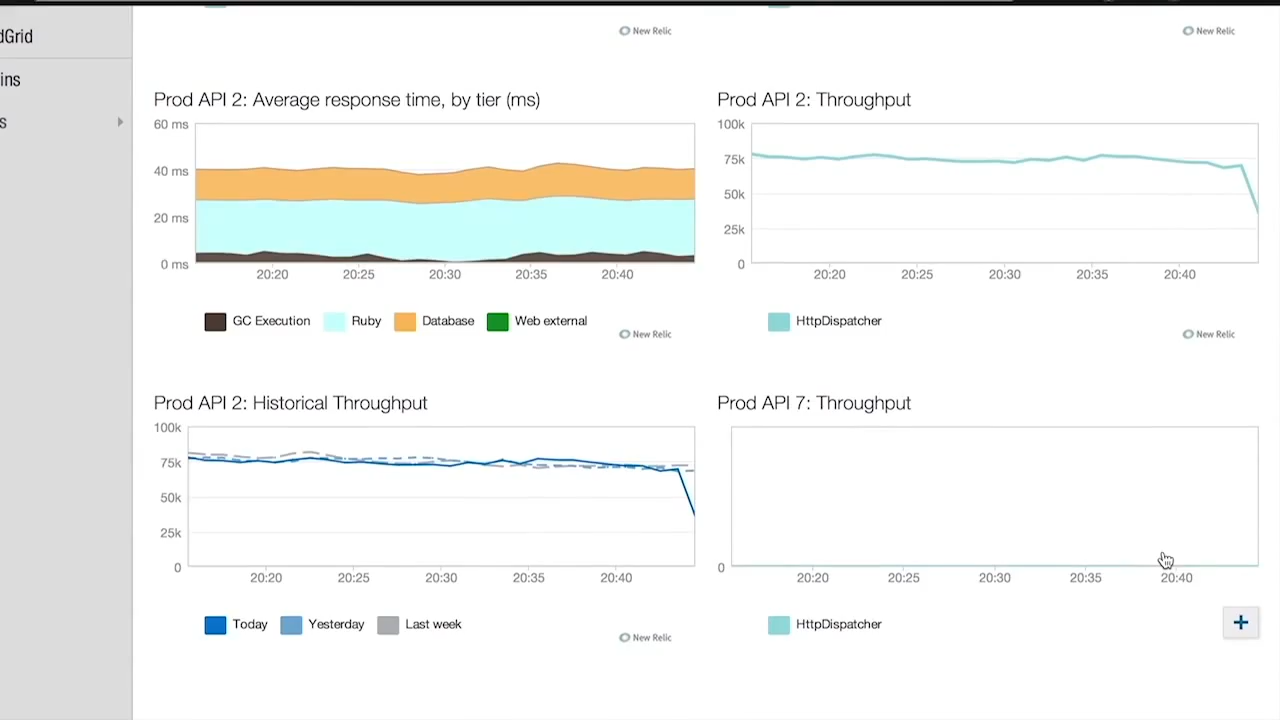 dGrid
ins
s
New Relic
New Relic
Prod API 2: Average response time, by tier (ms)
60 ms
40 ms
20 ms
0 ms
20:20 20:25 20:30 20:35 20:40
GC Execution Ruby Database Web external
New Relic
Prod API 2: Throughput
100k
75k
50k
25k
0
20:20 20:25 20:30 20:35 20:40
HttpDispatcher
New Relic
Prod API 2: Historical Throughput
100k
75k
50k
25k
0
20:20 20:25 20:30 20:35 20:40
Today Yesterday Last week
New Relic
Prod API 7: Throughput
0
20:20 20:25 20:30 20:35 20:40
HttpDispatcher
+